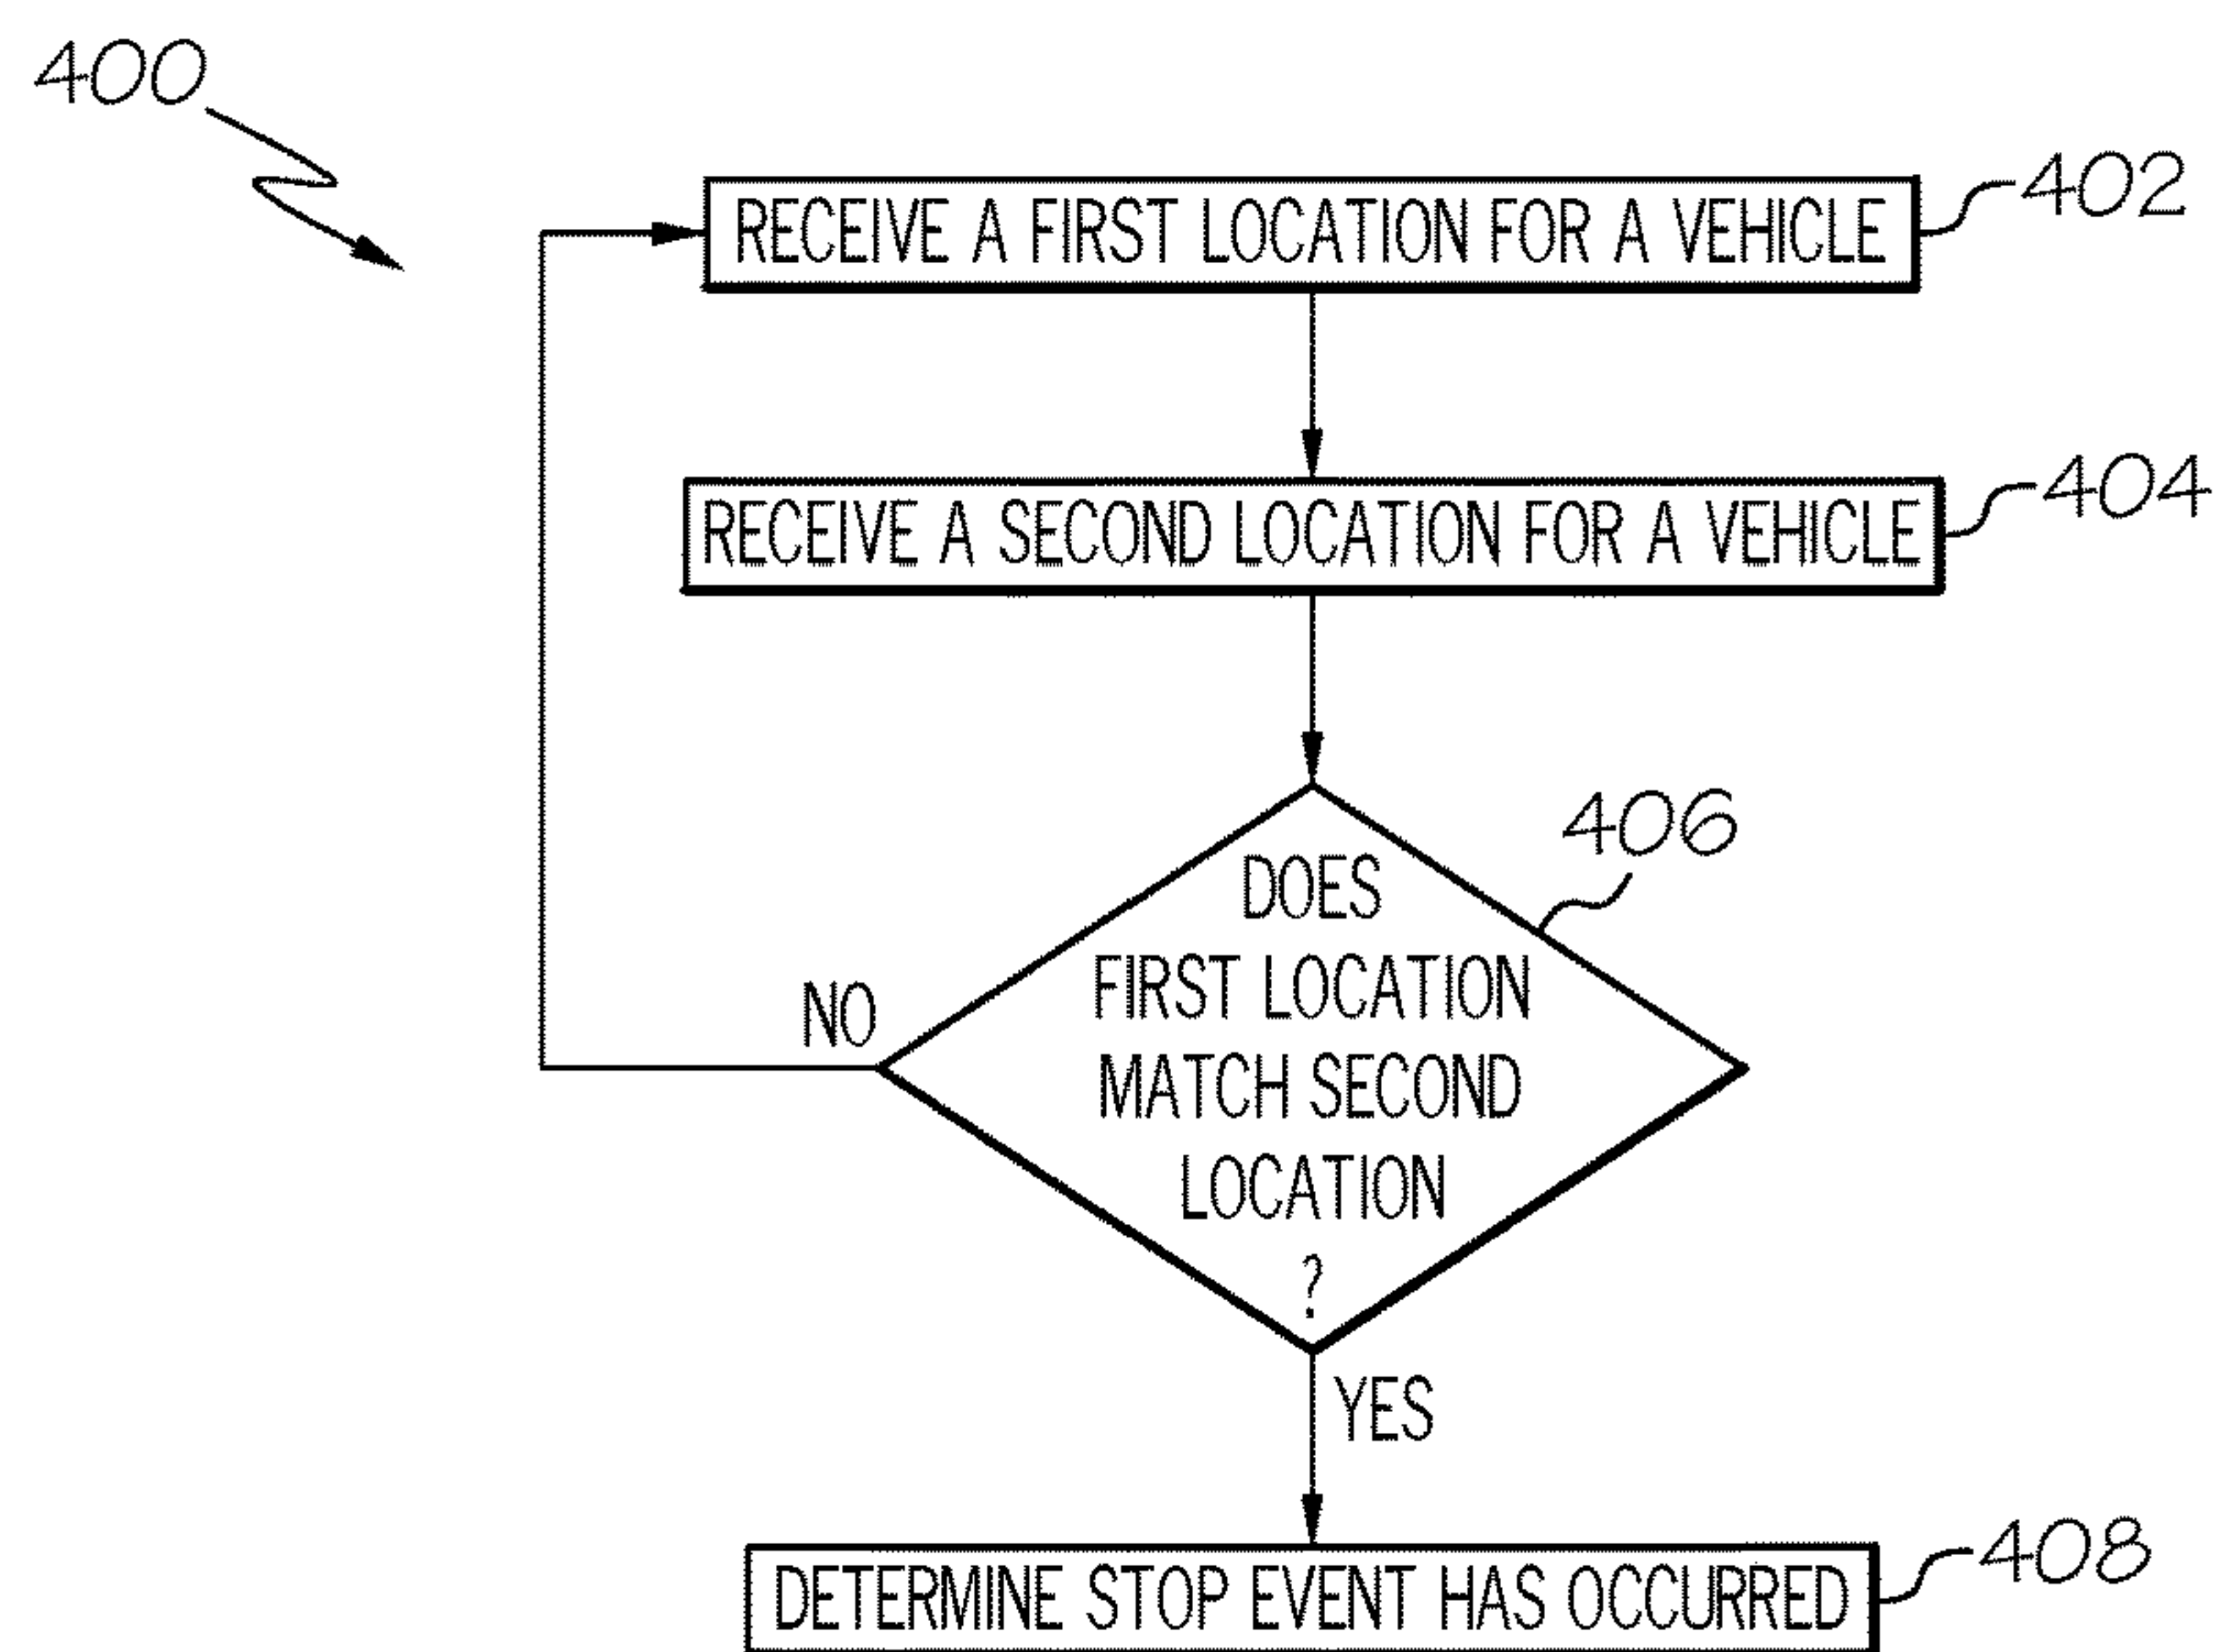 400
RECEIVE A FIRST LOCATION FOR A VEHICLE
402
RECEIVE A SECOND LOCATION FOR A VEHICLE
404
406
DOES
FIRST LOCATION
MATCH SECOND
LOCATION
?
NO
YES
DETERMINE STOP EVENT HAS OCCURRED
408